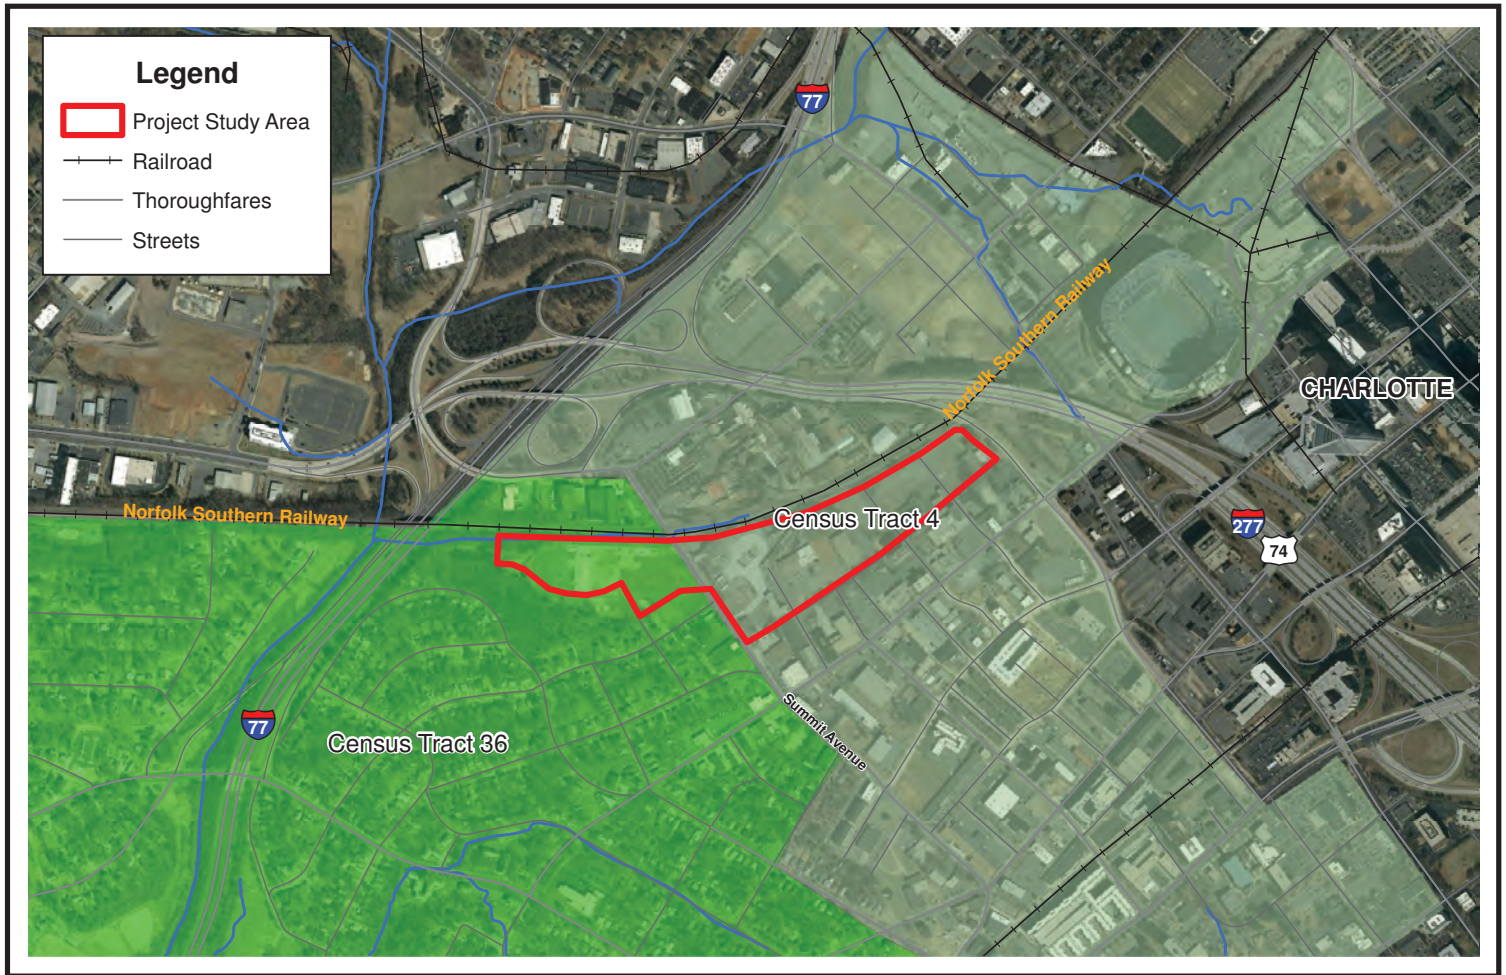 Legend
Project Study Area
Railroad
Thoroughfares
Streets
77
Norfolk Southern Railway
CHARLOTTE
Norfolk Southern Railway
Census Tract 4
277
74
Summit Avenue
77
Census Tract 36